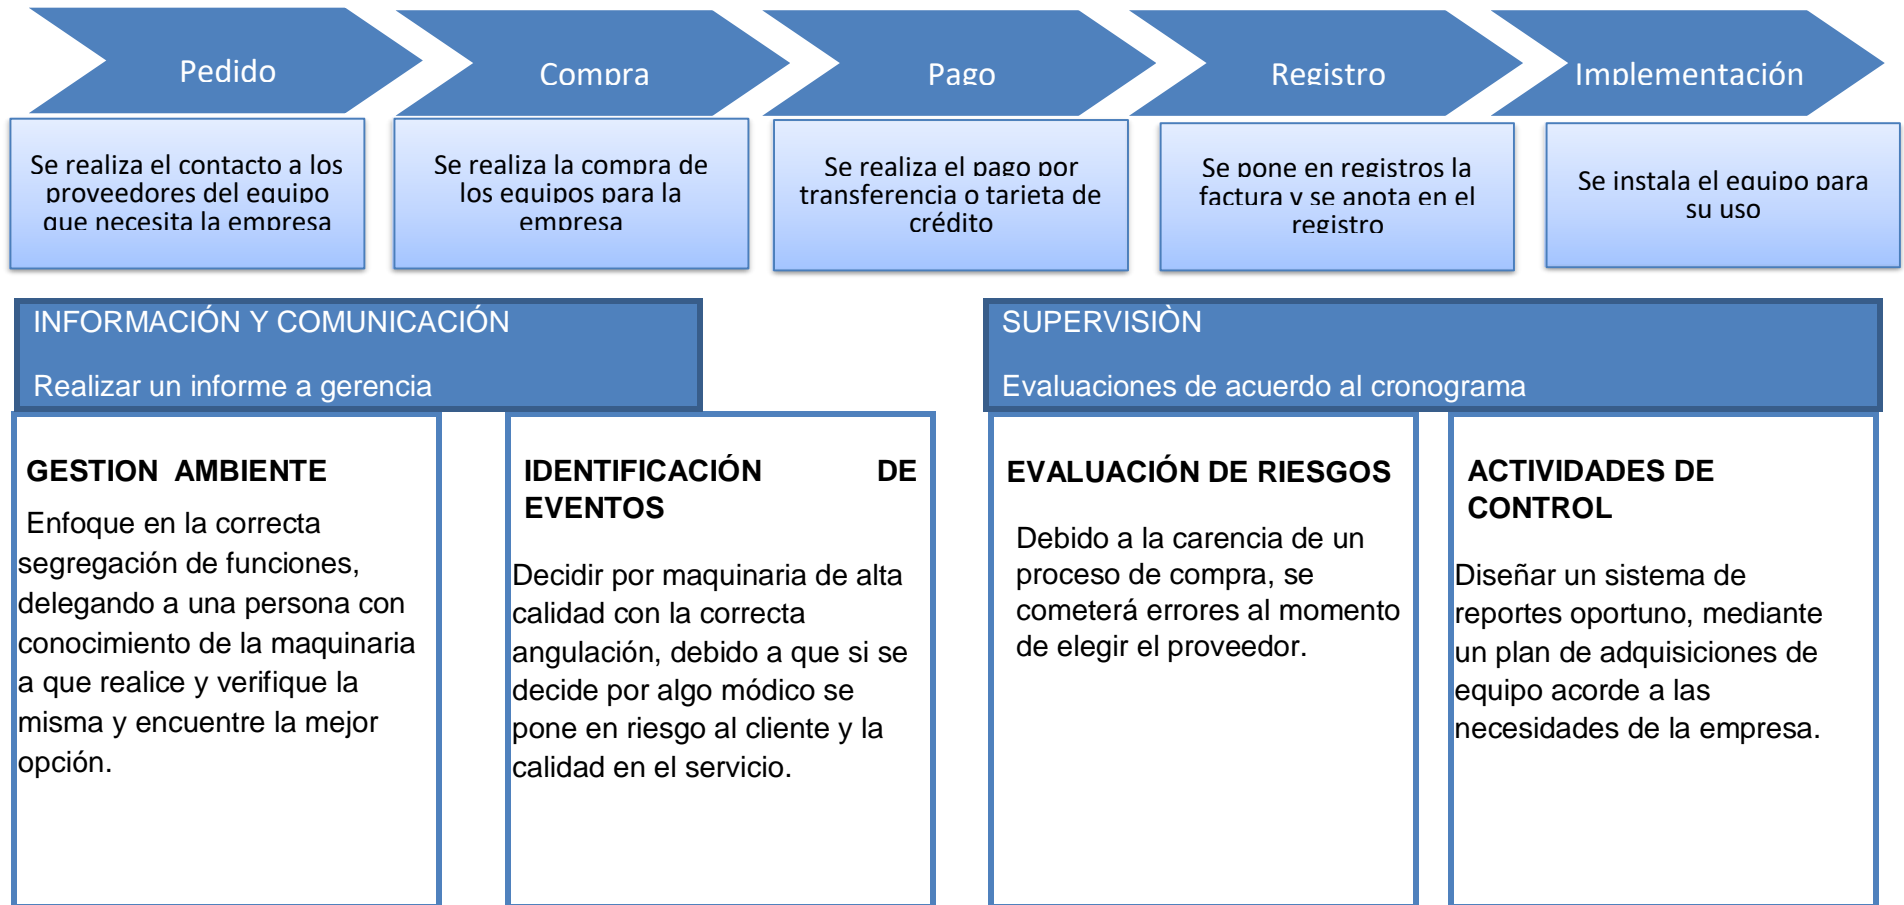 Pedido
Compra
Pago
Registro
Implementación
Se realiza el contacto a los
proveedores del equipo
que necesita la empresa
Se realiza la compra de
los equipos para la
empresa
Se realiza el pago por
transferencia o tarjeta de
crédito
Se pone en registros la
factura y se anota en el
registro
Se instala el equipo para
su uso
INFORMACIÓN Y COMUNICACIÓN
Realizar un informe a gerencia
SUPERVISIÒN
Evaluaciones de acuerdo al cronograma
GESTION AMBIENTE
Enfoque en la correcta
segregación de funciones,
delegando a una persona con
conocimiento de la maquinaria
a que realice y verifique la
misma y encuentre la mejor
opción.
IDENTIFICACIÓN DE
EVENTOS
Decidir por maquinaria de alta
calidad con la correcta
angulación, debido a que si se
decide por algo módico se
pone en riesgo al cliente y la
calidad en el servicio.
EVALUACIÓN DE RIESGOS
Debido a la carencia de un
proceso de compra, se
cometerá errores al momento
de elegir el proveedor.
ACTIVIDADES DE
CONTROL
Diseñar un sistema de
reportes oportuno, mediante
un plan de adquisiciones de
equipo acorde a las
necesidades de la empresa.